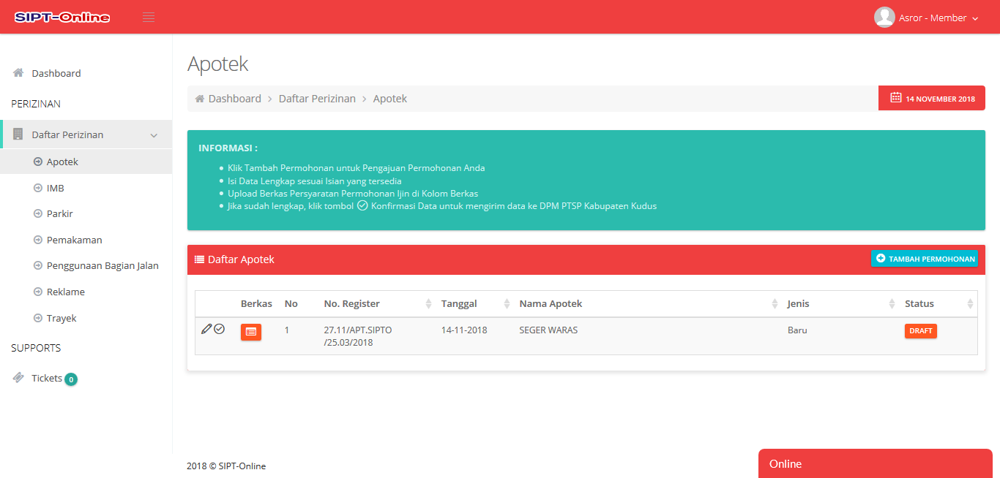 SIPT-Online
Asror - Member
Dashboard
PERIZINAN
Daftar Perizinan
Apotek
IMB
Parkir
Pemakaman
Penggunaan Bagian Jalan
Reklame
Trayek
SUPPORTS
Tickets 0
Apotek
Dashboard > Daftar Perizinan > Apotek
14 NOVEMBER 2018
INFORMASI :
• Klik Tambah Permohonan untuk Pengajuan Permohonan Anda
• Isi Data Lengkap sesuai Isian yang tersedia
• Upload Berkas Persyaratan Permohonan Ijin di Kolom Berkas
• Jika sudah lengkap, klik tombol Konfirmasi Data untuk mengirim data ke DPM PTSP Kabupaten Kudus
Daftar Apotek
TAMBAH PERMOHONAN
Berkas No No. Register Tanggal Nama Apotek Jenis Status
1 27.11/APT.SIPTO 14-11-2018 SEGER WARAS Baru DRAFT
/25.03/2018
2018 © SIPT-Online
Online